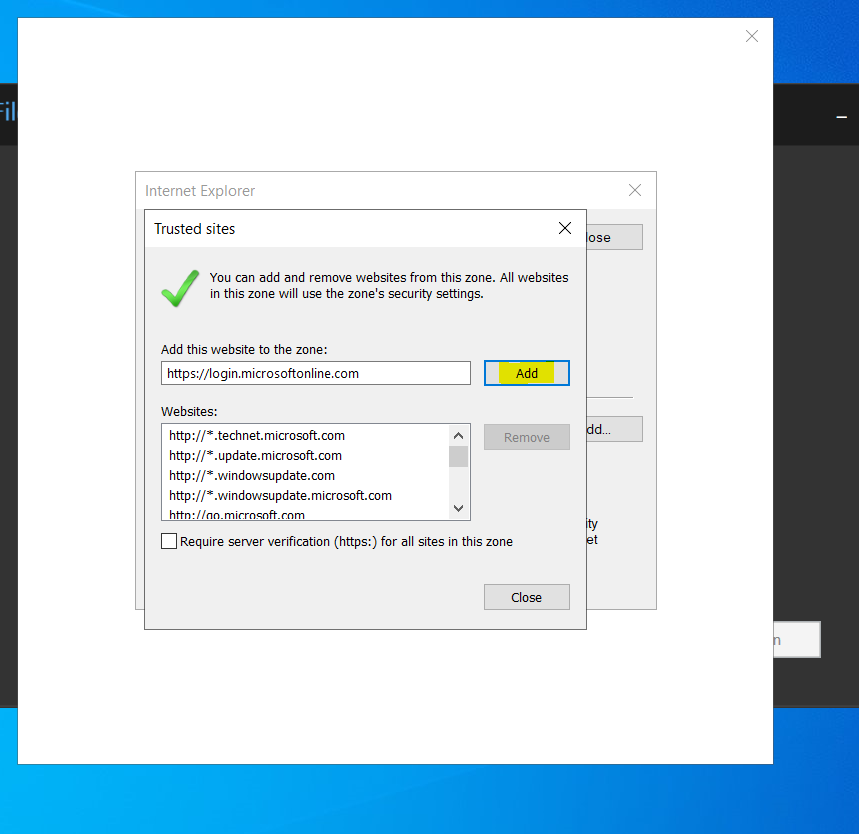 Fil
Internet Explorer
Trusted sites
lose
You can add and remove websites from this zone. All websites
in this zone will use the zone's security settings.
Add this website to the zone:
https://login.microsoftonline.com
Add
Websites:
dd...
http://*.technet.microsoft.com
Remove
http://*.update.microsoft.com
http://*.windowsupdate.com
http://*.windowsupdate.microsoft.com
http://go.microsoft.com
ity
et
Require server verification (https:) for all sites in this zone
Close
n